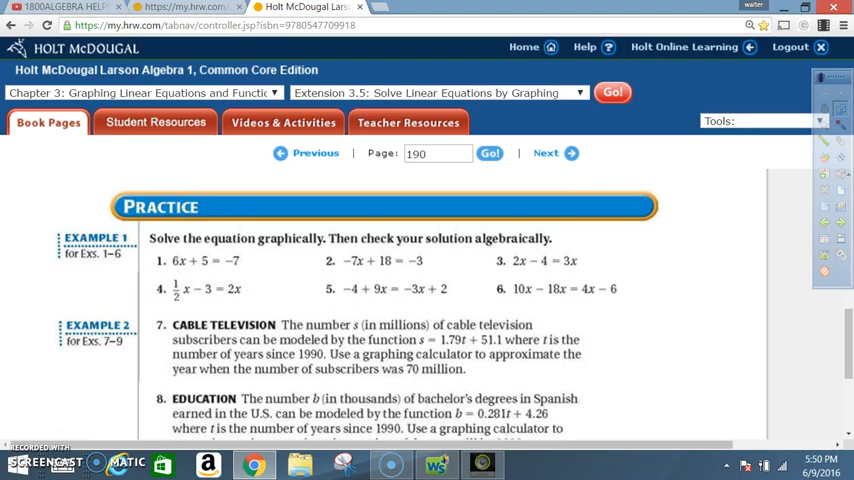 walter
1800ALGEBRA HELP
https://my.hrw.com/tabnav/
Holt McDougal Lars
https://my.hrw.com/tabnav/controller.jsp?isbn=9780547709918
HOLT McDOUGAL
Home
Help
Holt Online Learning
Logout
Holt McDougal Larson Algebra 1, Common Core Edition
Chapter 3: Graphing Linear Equations and Functic
Extension 3.5: Solve Linear Equations by Graphing
Go!
Book Pages
Student Resources
Videos & Activities
Teacher Resources
Tools:
Previous | Page: 190 Go! | Next
PRACTICE
EXAMPLE 1
for Exs. 1–6
Solve the equation graphically. Then check your solution algebraically.
1. 6x + 5 = −7
2. −7x + 18 = −3
3. 2x − 4 = 3x
4. 1/2 x − 3 = 2x
5. −4 + 9x = −3x + 2
6. 10x − 18x = 4x − 6
EXAMPLE 2
for Exs. 7–9
7. CABLE TELEVISION The number s (in millions) of cable television
subscribers can be modeled by the function s = 1.79t + 51.1 where t is the
number of years since 1990. Use a graphing calculator to approximate the
year when the number of subscribers was 70 million.
8. EDUCATION The number b (in thousands) of bachelor's degrees in Spanish
earned in the U.S. can be modeled by the function b = 0.281t + 4.26
where t is the number of years since 1990. Use a graphing calculator to
RECORDED WITH
SCREENCAST MATIC
5:50 PM
6/9/2016